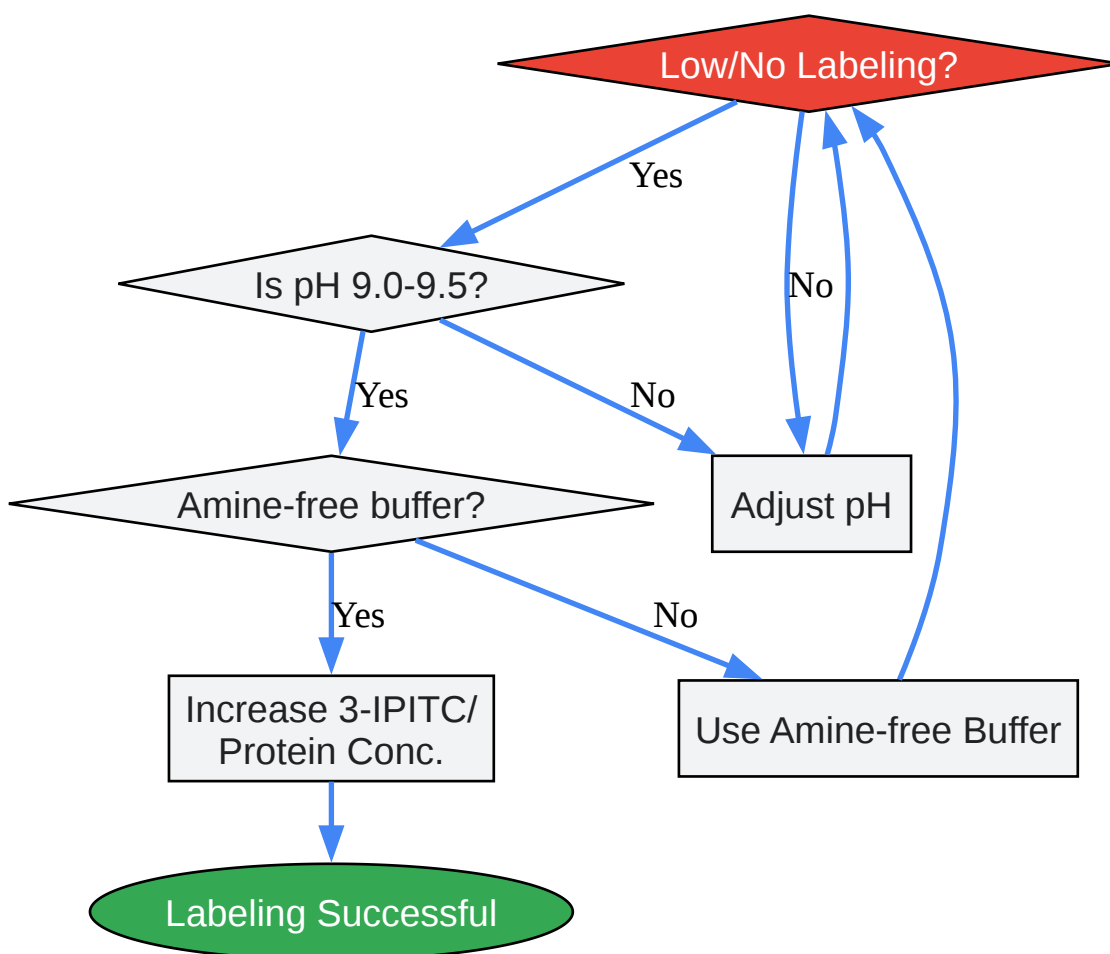 Low/No Labeling?
Yes
Is pH 9.0-9.5?
No
Yes
No
Amine-free buffer?
Adjust pH
Yes
No
Increase 3-IPITC/
Protein Conc.
Use Amine-free Buffer
Labeling Successful